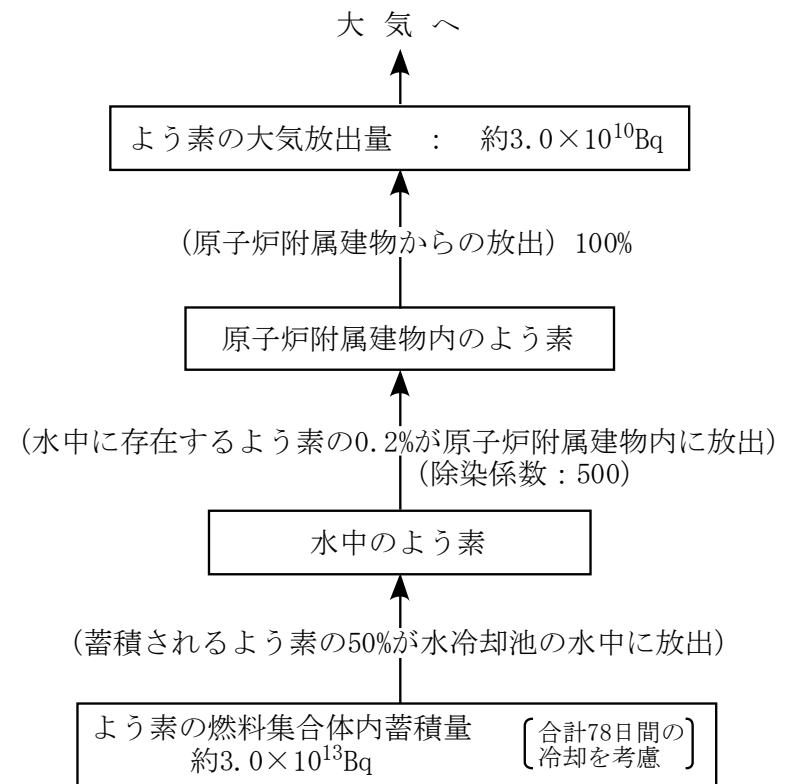 大 気 へ
よう素の大気放出量 : 約3.0×10¹⁰Bq
(原子炉附属建物からの放出) 100%
原子炉附属建物内のよう素
(水中に存在するよう素の0.2%が原子炉附属建物内に放出)
(除染係数:500)
水中のよう素
(蓄積されるよう素の50%が水冷却池の水中に放出)
よう素の燃料集合体内蓄積量
約3.0×10¹³Bq
合計78日間の
冷却を考慮